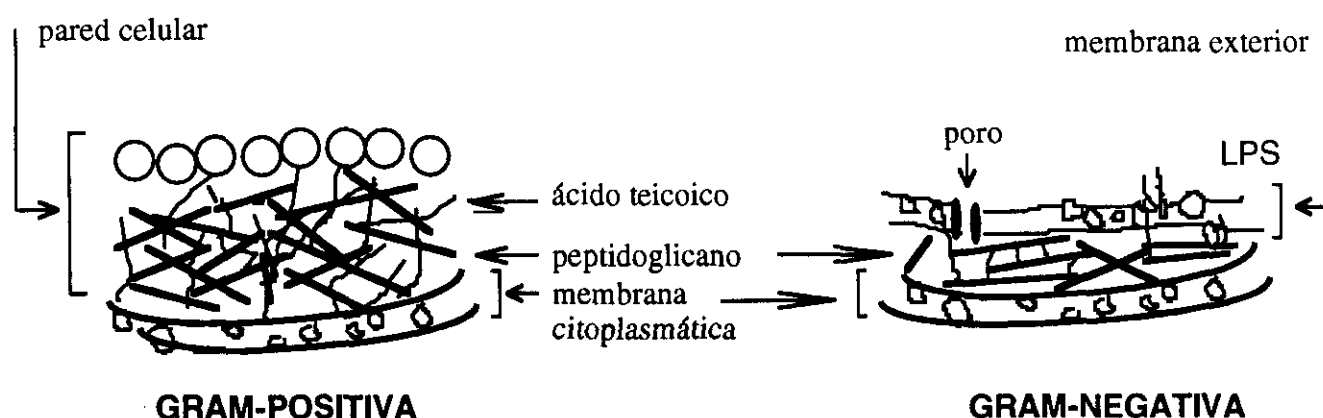 pared celular
membrana exterior
poro
LPS
ácido teicoico
peptidoglicano
membrana
citoplasmática
GRAM-POSITIVA
GRAM-NEGATIVA